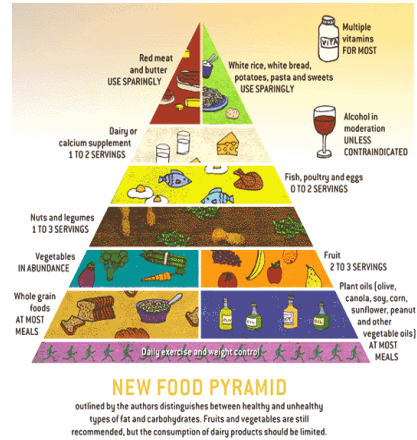 Multiple
vitamins
FOR MOST
VITA
Red meat
and butter
USE SPARINGLY
White rice, white bread,
potatoes, pasta and sweets
USE SPARINGLY
Alcohol in
moderation
UNLESS
CONTRAINDICATED
Dairy or
calcium supplement
1 TO 2 SERVINGS
Fish, poultry and eggs
0 TO 2 SERVINGS
Nuts and legumes
1 TO 3 SERVINGS
Vegetables
IN ABUNDANCE
Fruit
2 TO 3 SERVINGS
Whole grain
foods
AT MOST
MEALS
Plant oils (olive,
canola, soy, corn,
sunflower, peanut
and other
vegetable oils)
AT MOST
MEALS
Daily exercise and weight control
NEW FOOD PYRAMID
outlined by the authors distinguishes between healthy and unhealthy
types of fat and carbohydrates. Fruits and vegetables are still
recommended, but the consumption of dairy products should be limited.